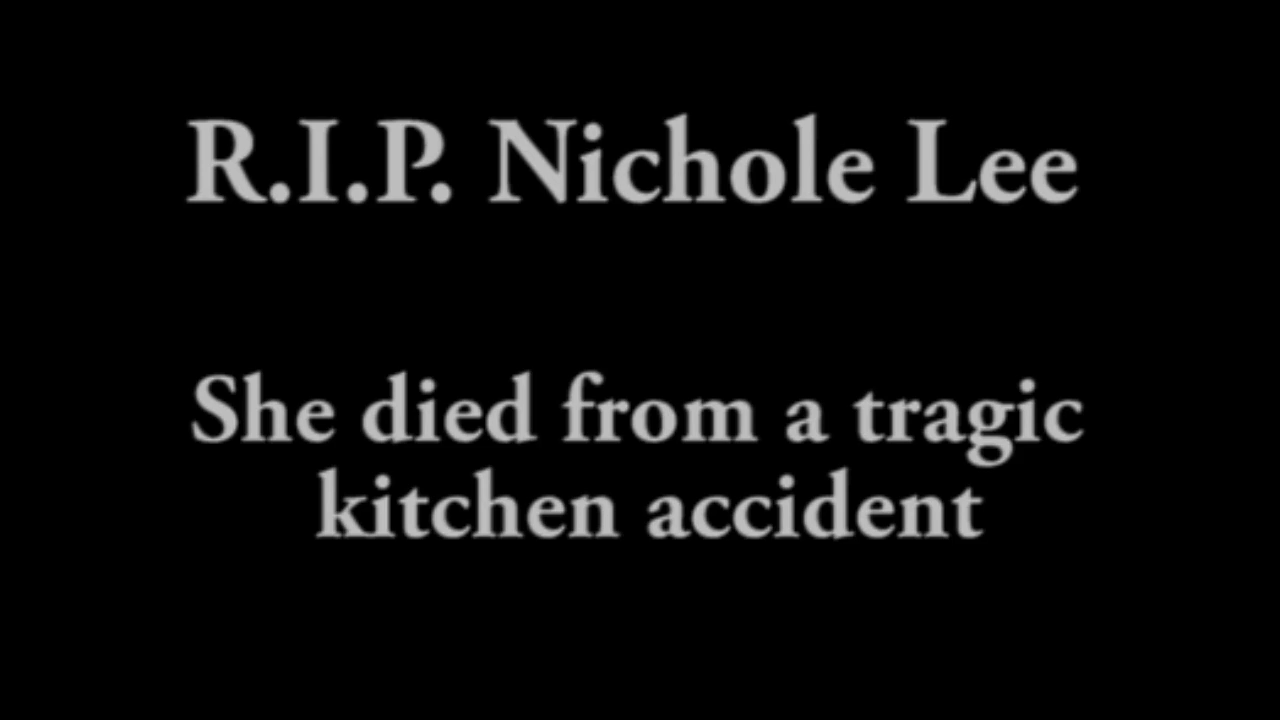 R.I.P. Nichole Lee
She died from a tragic
kitchen accident